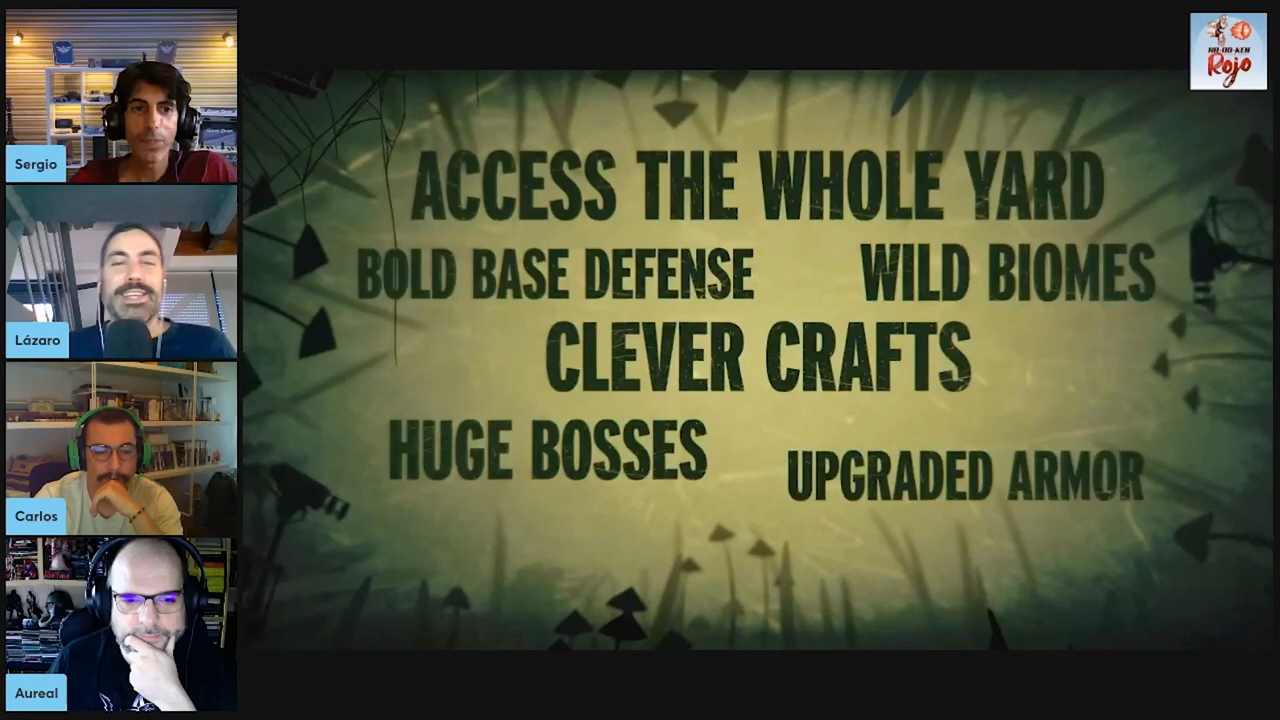 Sergio
Lázaro
Carlos
Aureal
ACCESS THE WHOLE YARD
BOLD BASE DEFENSE
WILD BIOMES
CLEVER CRAFTS
HUGE BOSSES
UPGRADED ARMOR
Rojo